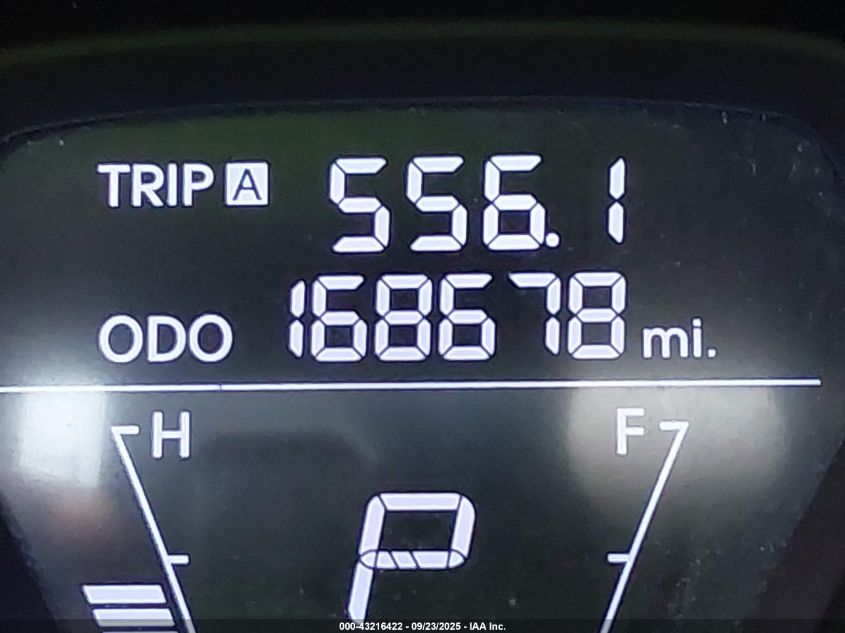 TRIP A 556.1
ODO 168678 mi.
H F
P
000-43216422 - 09/23/2025 - IAA Inc.